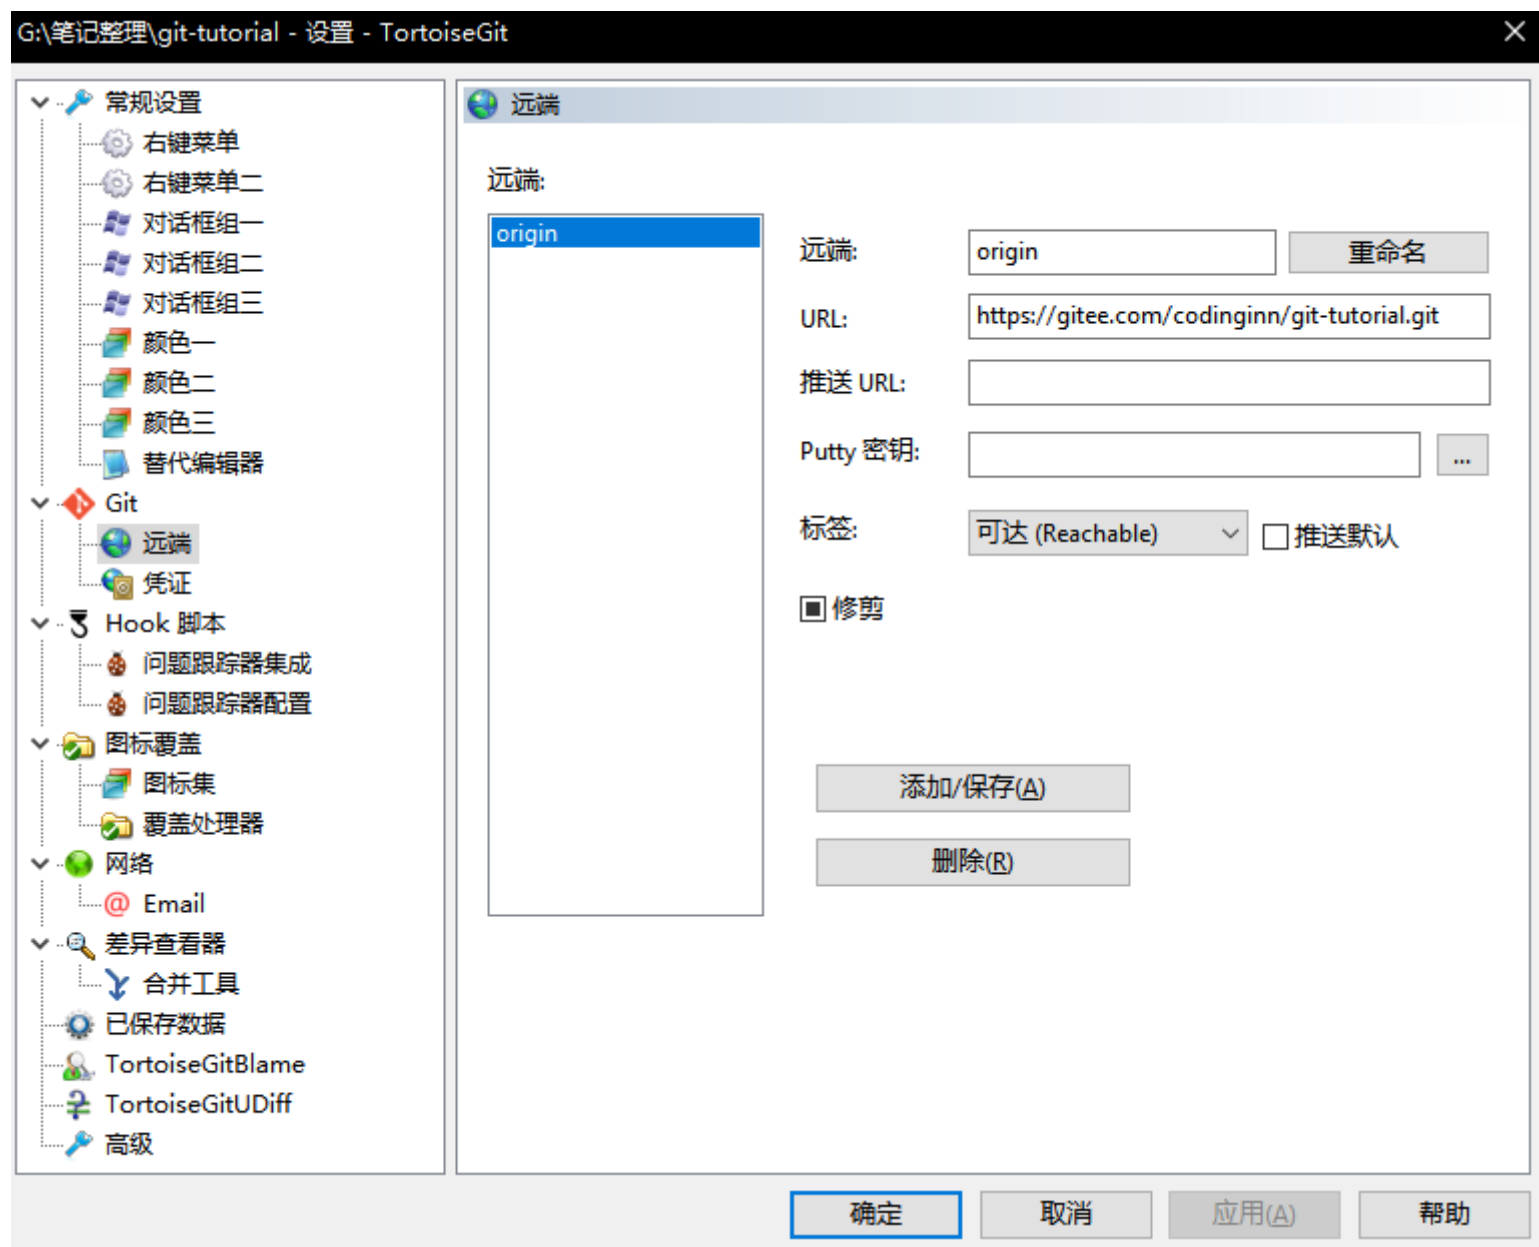 G:\笔记整理\git-tutorial - 设置 - TortoiseGit
常规设置
右键菜单
右键菜单二
对话框组一
对话框组二
对话框组三
颜色一
颜色二
颜色三
替代编辑器
Git
远端
凭证
Hook 脚本
问题跟踪器集成
问题跟踪器配置
图标覆盖
图标集
覆盖处理器
网络
Email
差异查看器
合并工具
已保存数据
TortoiseGitBlame
TortoiseGitUDiff
高级
远端
远端:
origin
远端: origin 重命名
URL: https://gitee.com/codinginn/git-tutorial.git
推送 URL:
Putty 密钥: ...
标签: 可达 (Reachable) 推送默认
修剪
添加/保存(A)
删除(R)
确定 取消 应用(A) 帮助